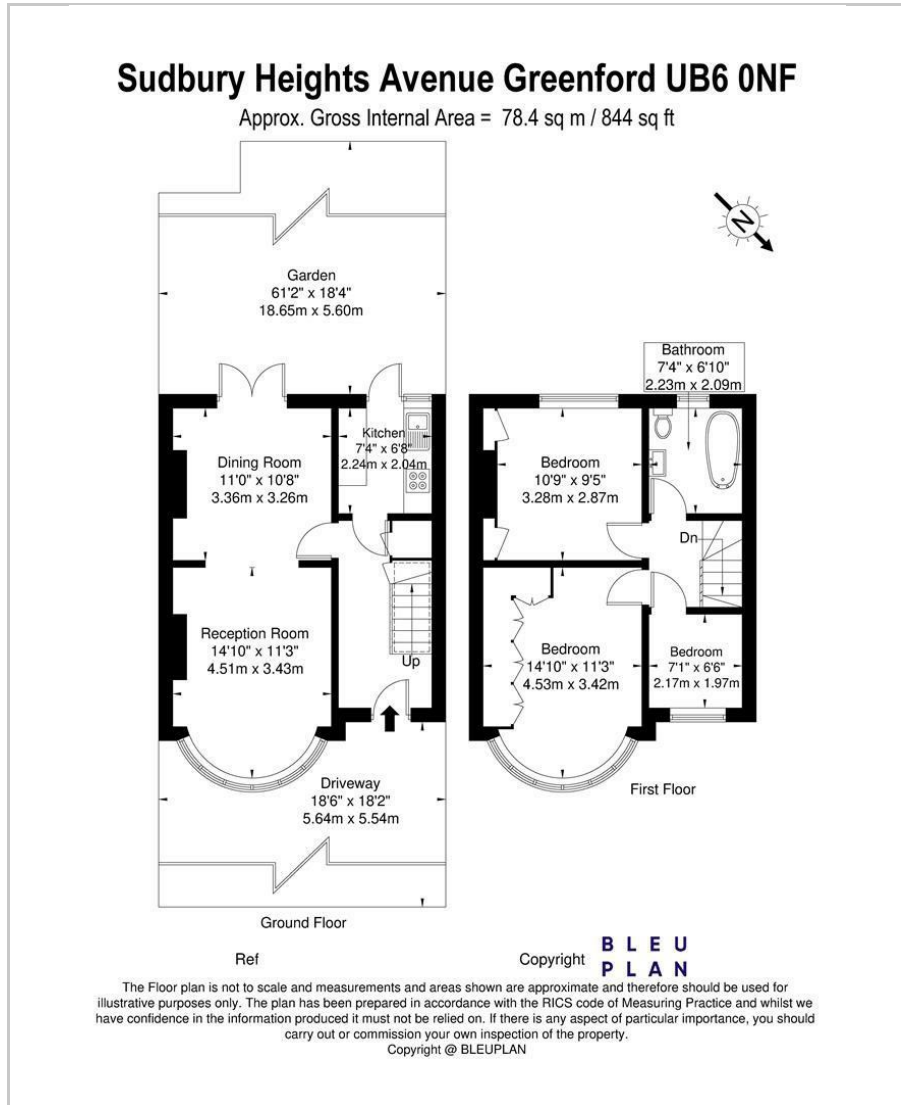 Sudbury Heights Avenue Greenford UB6 0NF
Approx. Gross Internal Area = 78.4 sq m / 844 sq ft
N
Garden
61'2" x 18'4"
18.65m x 5.60m
Dining Room
11'0" x 10'8"
3.36m x 3.26m
Kitchen
7'4" x 6'8"
2.24m x 2.04m
Reception Room
14'10" x 11'3"
4.51m x 3.43m
Up
Driveway
18'6" x 18'2"
5.64m x 5.54m
Ground Floor
Bathroom
7'4" x 6'10"
2.23m x 2.09m
Bedroom
10'9" x 9'5"
3.28m x 2.87m
Dn
Bedroom
14'10" x 11'3"
4.53m x 3.42m
Bedroom
7'1" x 6'6"
2.17m x 1.97m
First Floor
Ref
Copyright
BLEU
PLAN
The Floor plan is not to scale and measurements and areas shown are approximate and therefore should be used for
illustrative purposes only. The plan has been prepared in accordance with the RICS code of Measuring Practice and whilst we
have confidence in the information produced it must not be relied on. If there is any aspect of particular importance, you should
carry out or commission your own inspection of the property.
Copyright @ BLEUPLAN